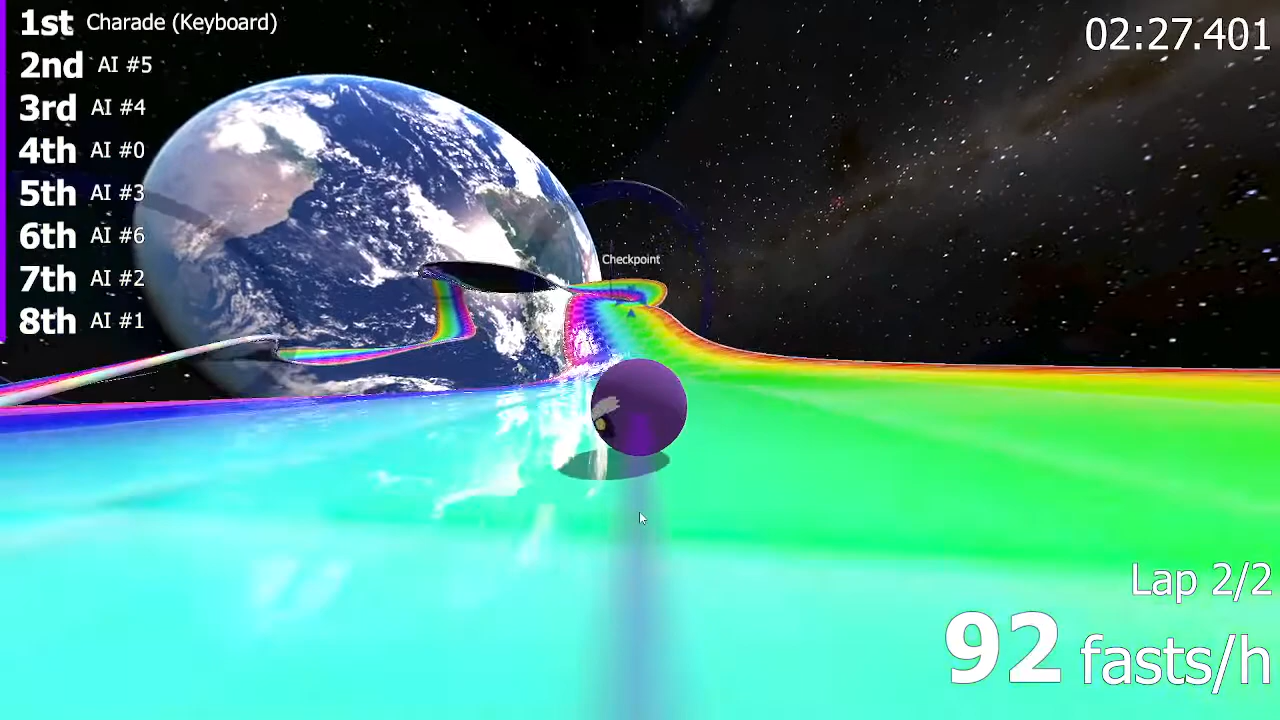 1st Charade (Keyboard)
2nd AI #5
3rd AI #4
4th AI #0
5th AI #3
6th AI #6
7th AI #2
8th AI #1
02:27.401
Checkpoint
Lap 2/2
92 fasts/h